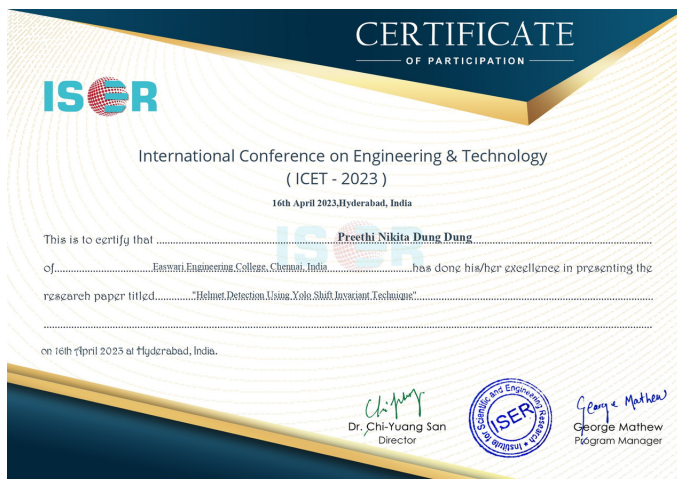 CERTIFICATE
OF PARTICIPATION
ISER
International Conference on Engineering & Technology
( ICET - 2023 )
16th April 2023,Hyderabad, India
This is to certify that ........ Preethi Nikita Dung Dung ........
of........Easwari Engineering College, Chennai, India........has done his/her excellence in presenting the
research paper titled........"Helmet Detection Using Yolo Shift Invariant Technique"........
on 16th April 2023 at Hyderabad, India.
Dr. Chi-Yuang San
Director
Institute for Scientific and Engineering Research
ISER
George Mathew
George Mathew
Program Manager